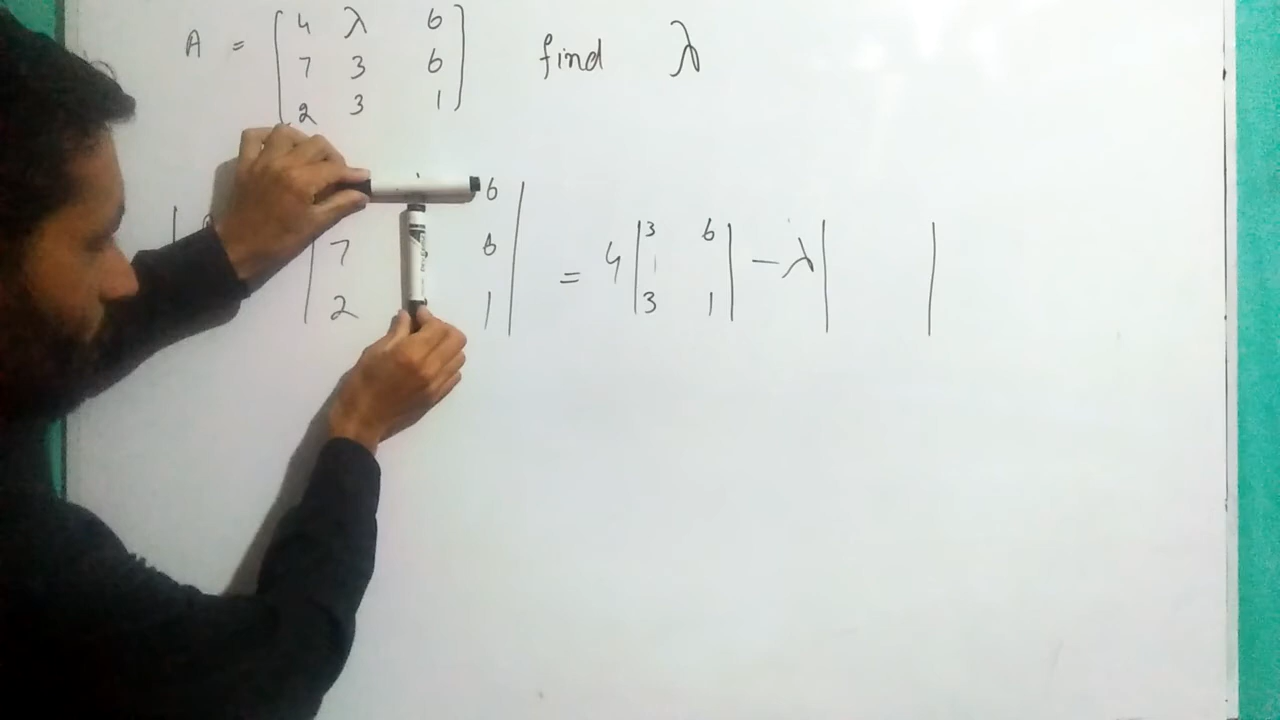 A = [ 4 λ 6 find λ
7 3 6
2 3 1 ]
6
7 6 = 4 | 3 6 | - λ | |
2 1 3 1